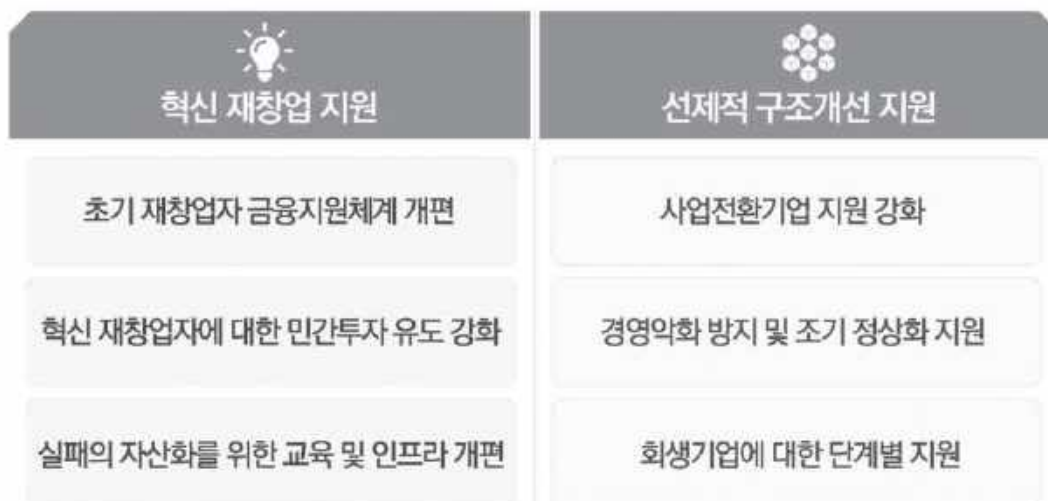 혁신 재창업 지원
초기 재창업자 금융지원체계 개편
혁신 재창업자에 대한 민간투자 유도 강화
실패의 자산화를 위한 교육 및 인프라 개편
선제적 구조개선 지원
사업전환기업 지원 강화
경영악화 방지 및 조기 정상화 지원
회생기업에 대한 단계별 지원